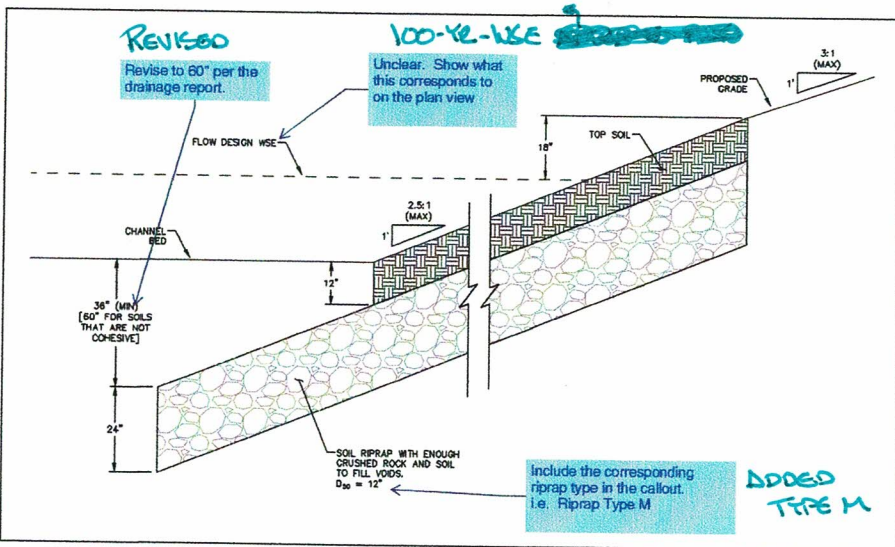 REVISED
100-YR-WSE
Revise to 60" per the
drainage report.
Unclear. Show what
this corresponds to
on the plan view
3:1
(MAX)
1'
PROPOSED
GRADE
FLOW DESIGN WSE
18"
TOP SOIL
2.5:1
(MAX)
1'
CHANNEL
BED
12"
36" (MIN)
[60" FOR SOILS
THAT ARE NOT
COHESIVE]
24"
SOIL RIPRAP WITH ENOUGH
CRUSHED ROCK AND SOIL
TO FILL VOIDS.
D50 = 12"
Include the corresponding
riprap type in the callout.
i.e. Riprap Type M
ADDED
TYPE M